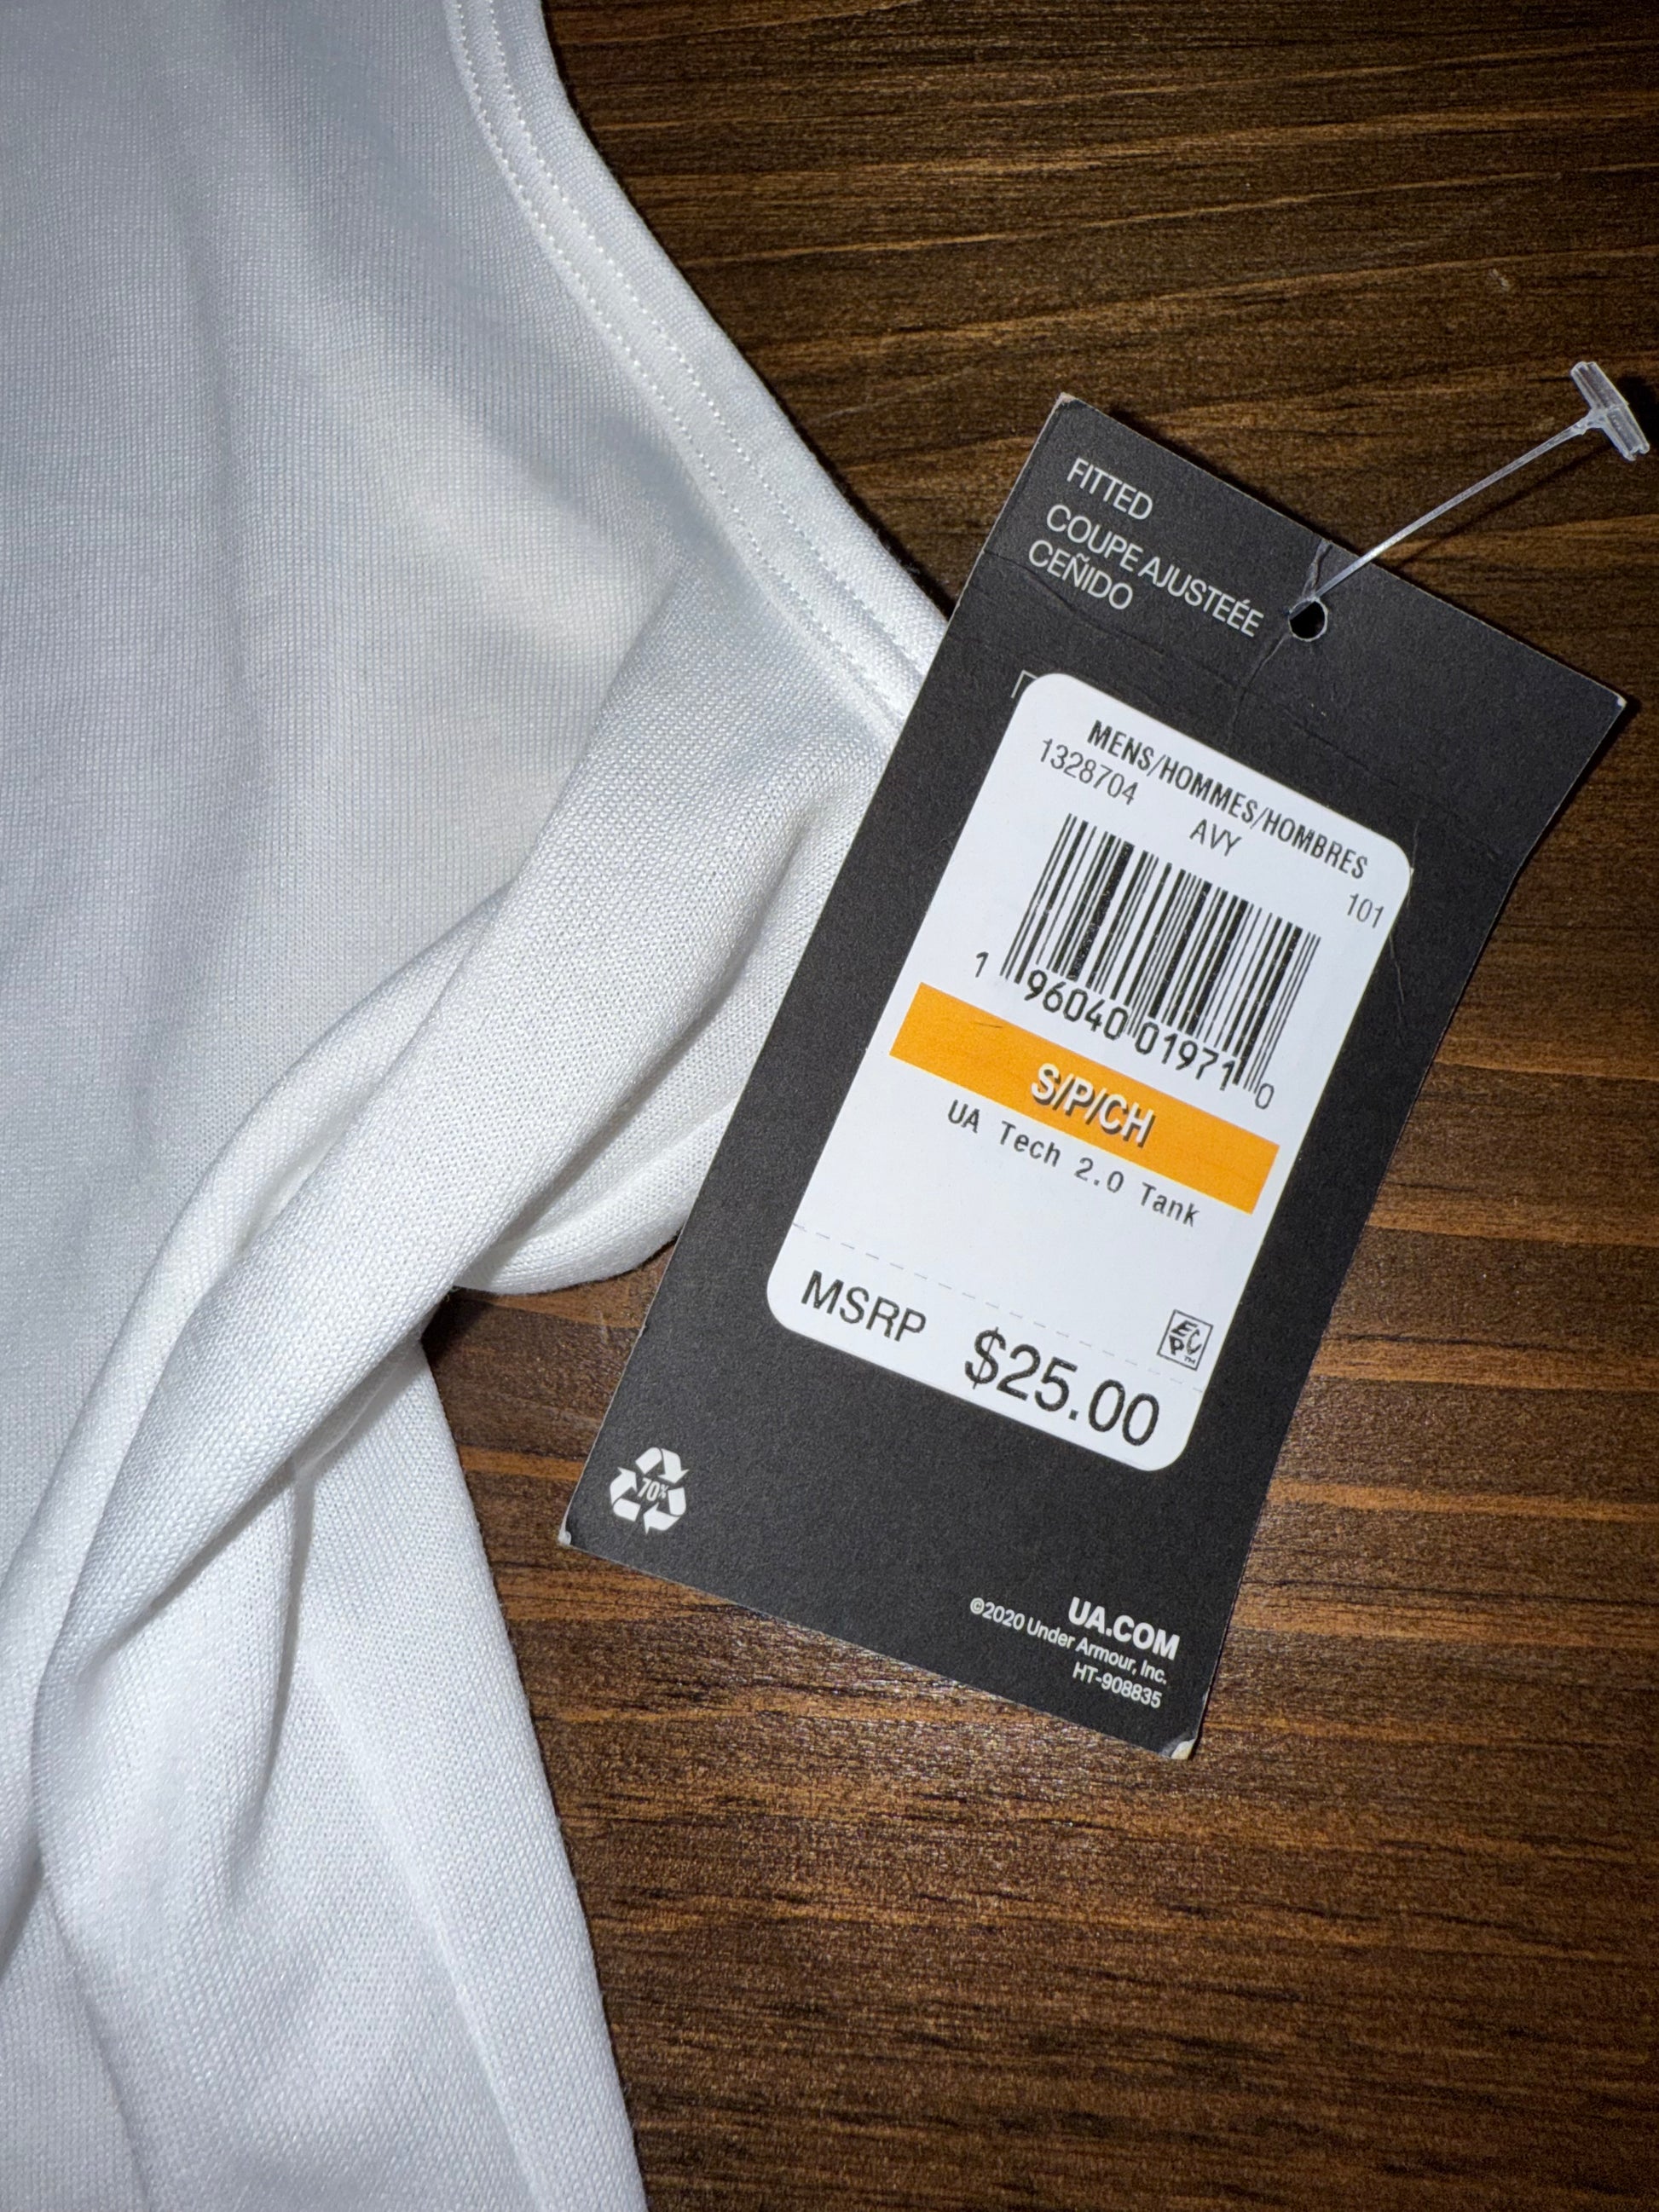 FITTED
COUPE AJUSTEÉE
CEÑIDO
MENS/HOMMES/HOMBRES
1328704 AVY 101
1 96040 01971 0
S/P/CH
UA Tech 2.0 Tank
MSRP $25.00
ECVP™
70%
UA.COM
©2020 Under Armour, Inc.
HT-908835